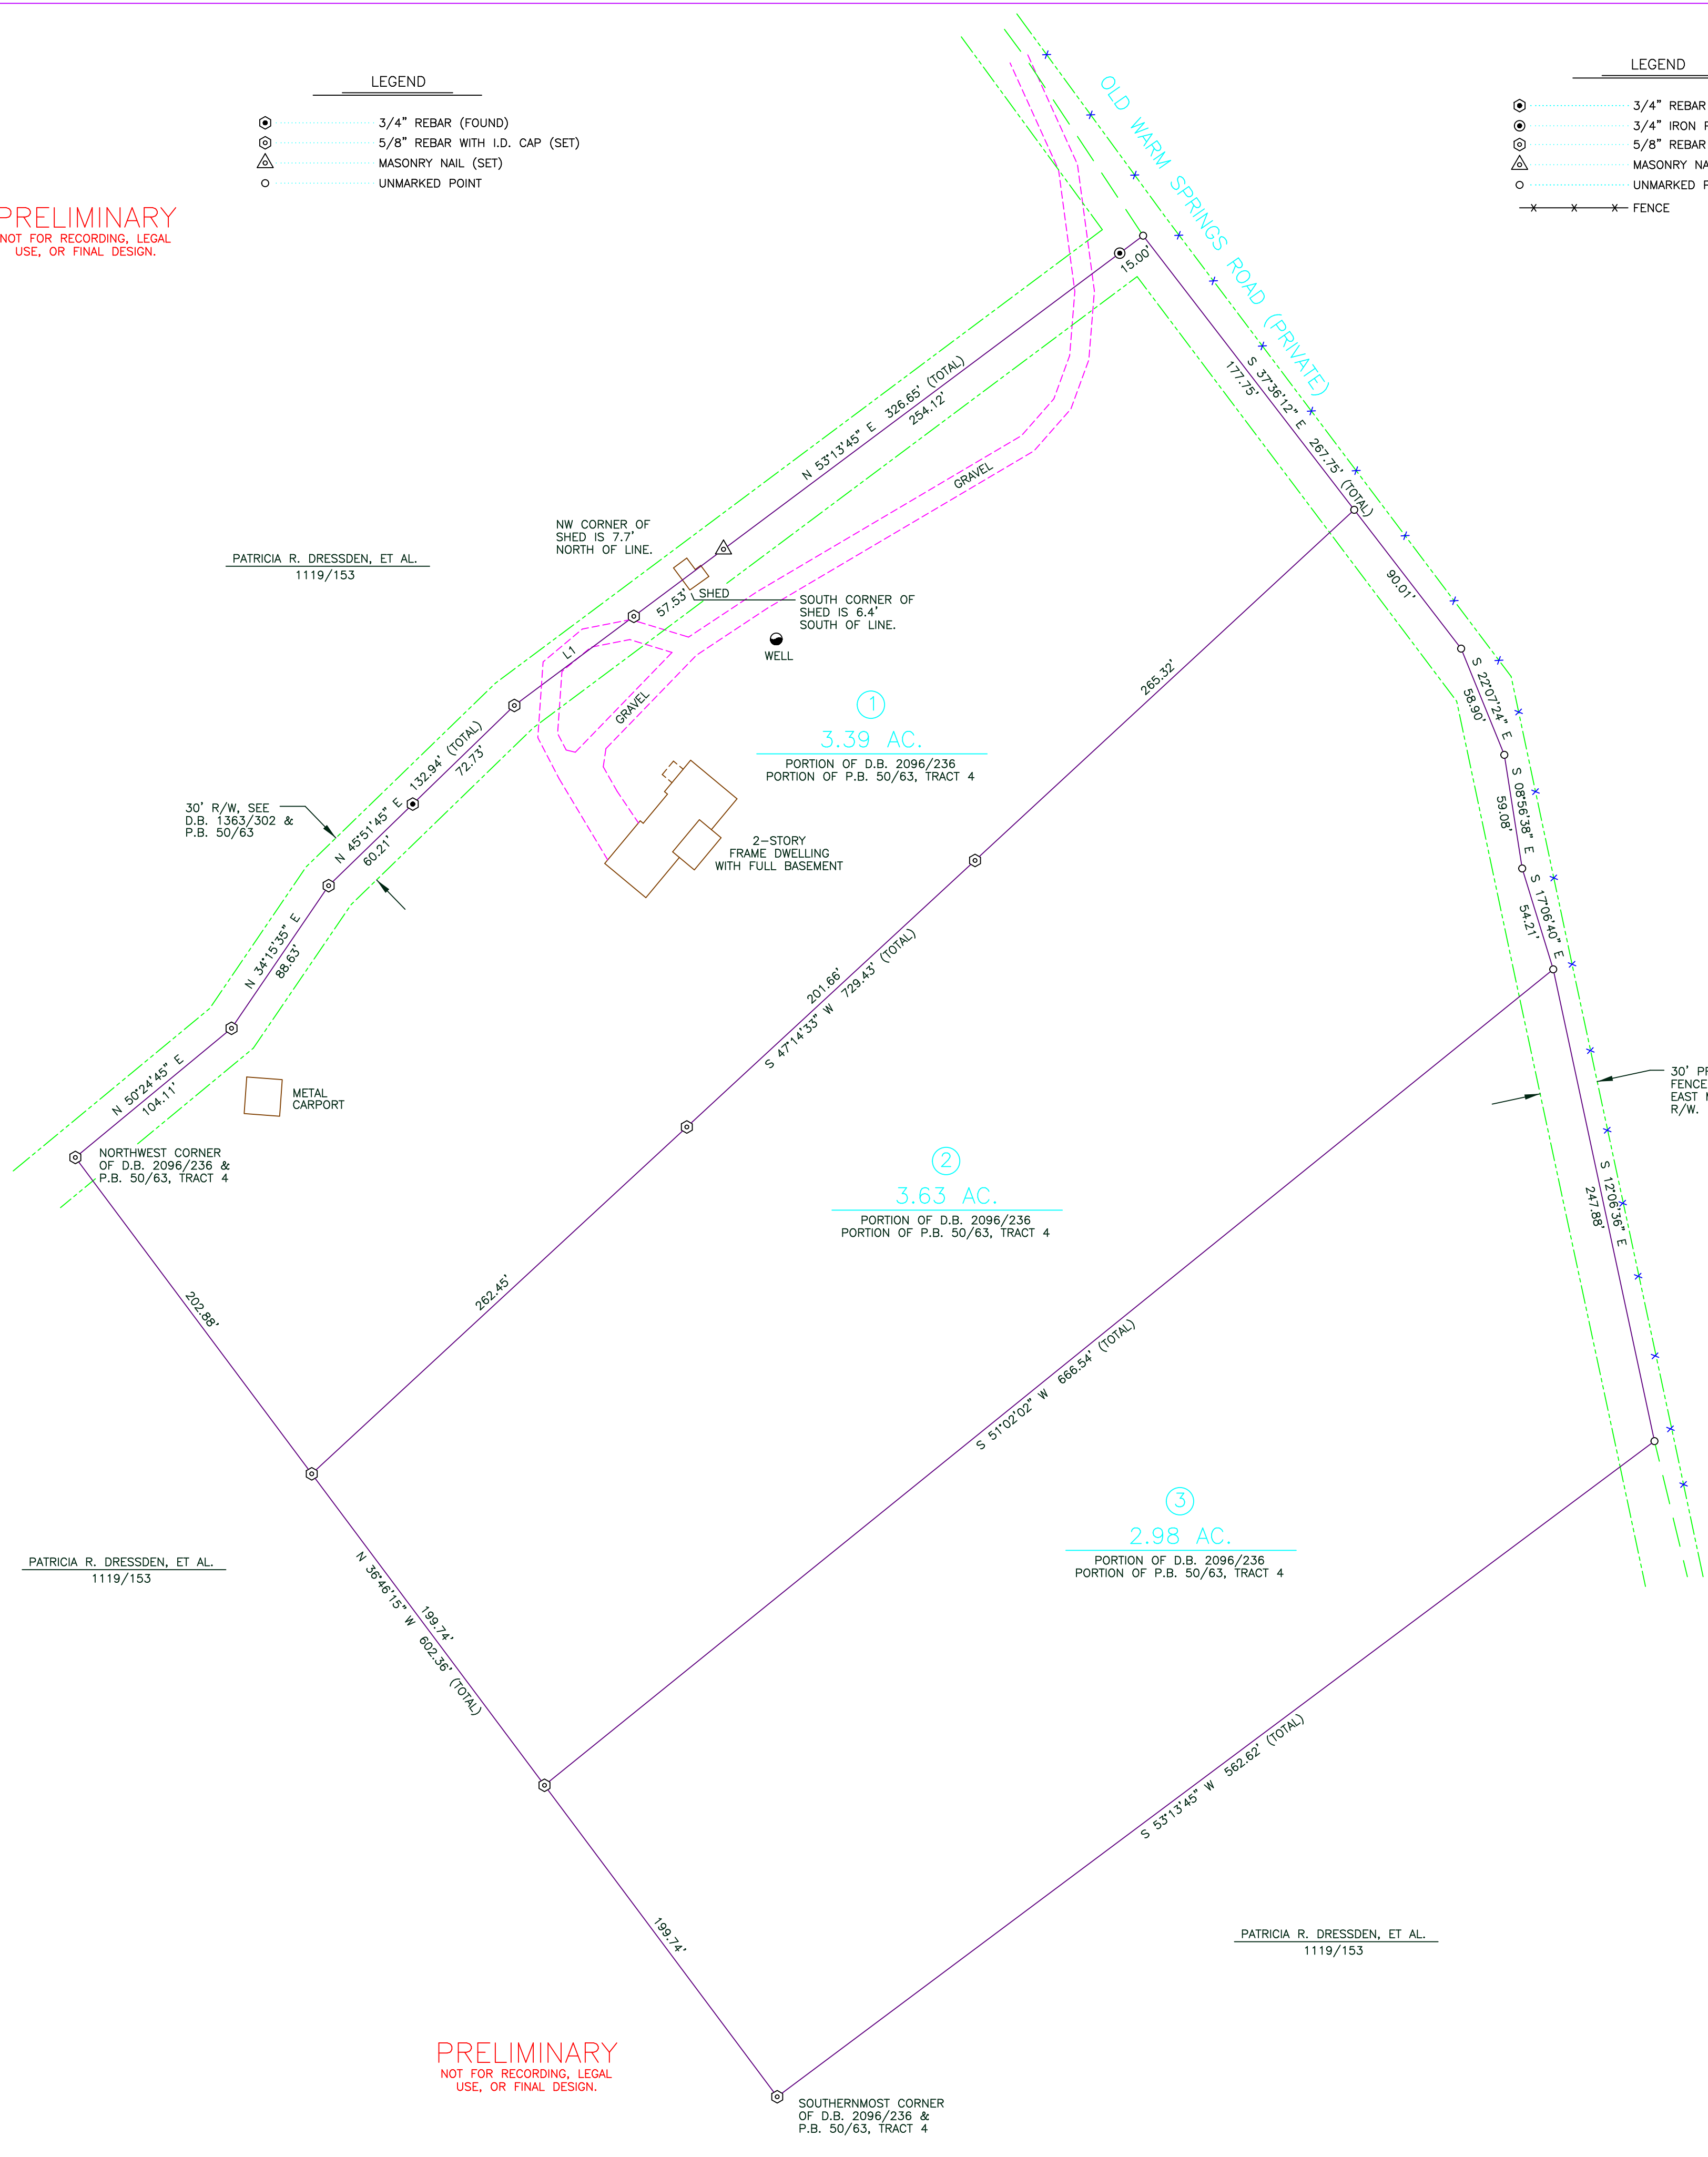 LEGEND
3/4" REBAR (FOUND)
5/8" REBAR WITH I.D. CAP (SET)
MASONRY NAIL (SET)
UNMARKED POINT
PRELIMINARY
NOT FOR RECORDING, LEGAL
USE, OR FINAL DESIGN.
LEGEND
3/4" REBAR
3/4" IRON
5/8" REBAR
MASONRY
UNMARKED
FENCE
OLD WARM SPRINGS ROAD (PRIVATE)
15.00'
S 37°36'12" E 267.75' (TOTAL)
177.75'
N 53°13'45" E 326.65' (TOTAL)
254.12'
GRAVEL
NW CORNER OF
SHED IS 7.7'
NORTH OF LINE.
PATRICIA R. DRESSDEN, ET AL.
1119/153
57.53'
SHED
SOUTH CORNER OF
SHED IS 6.4'
SOUTH OF LINE.
WELL
L1
GRAVEL
90.01'
265.32'
S 22°07'24" E
58.90'
1
3.39 AC.
PORTION OF D.B. 2096/236
PORTION OF P.B. 50/63, TRACT 4
N 45°51'45" E 132.94' (TOTAL)
72.73'
60.21'
30' R/W, SEE
D.B. 1363/302 &
P.B. 50/63
2-STORY
FRAME DWELLING
WITH FULL BASEMENT
S 08°56'38" E
59.08'
S 17°06'40" E
54.21'
N 34°15'35" E
88.63'
201.66'
S 47°14'33" W 729.43' (TOTAL)
N 50°24'45" E
104.11'
METAL
CARPORT
30'
FENCE
EAST
R/W.
NORTHWEST CORNER
OF D.B. 2096/236 &
P.B. 50/63, TRACT 4
2
3.63 AC.
PORTION OF D.B. 2096/236
PORTION OF P.B. 50/63, TRACT 4
S 12°06'36" E
247.88'
202.88'
262.45'
S 51°02'02" W 666.54' (TOTAL)
3
2.98 AC.
PORTION OF D.B. 2096/236
PORTION OF P.B. 50/63, TRACT 4
PATRICIA R. DRESSDEN, ET AL.
1119/153
199.74'
N 36°46'15" W 602.36' (TOTAL)
S 53°13'45" W 562.62' (TOTAL)
199.74'
PATRICIA R. DRESSDEN, ET AL.
1119/153
PRELIMINARY
NOT FOR RECORDING, LEGAL
USE, OR FINAL DESIGN.
SOUTHERNMOST CORNER
OF D.B. 2096/236 &
P.B. 50/63, TRACT 4